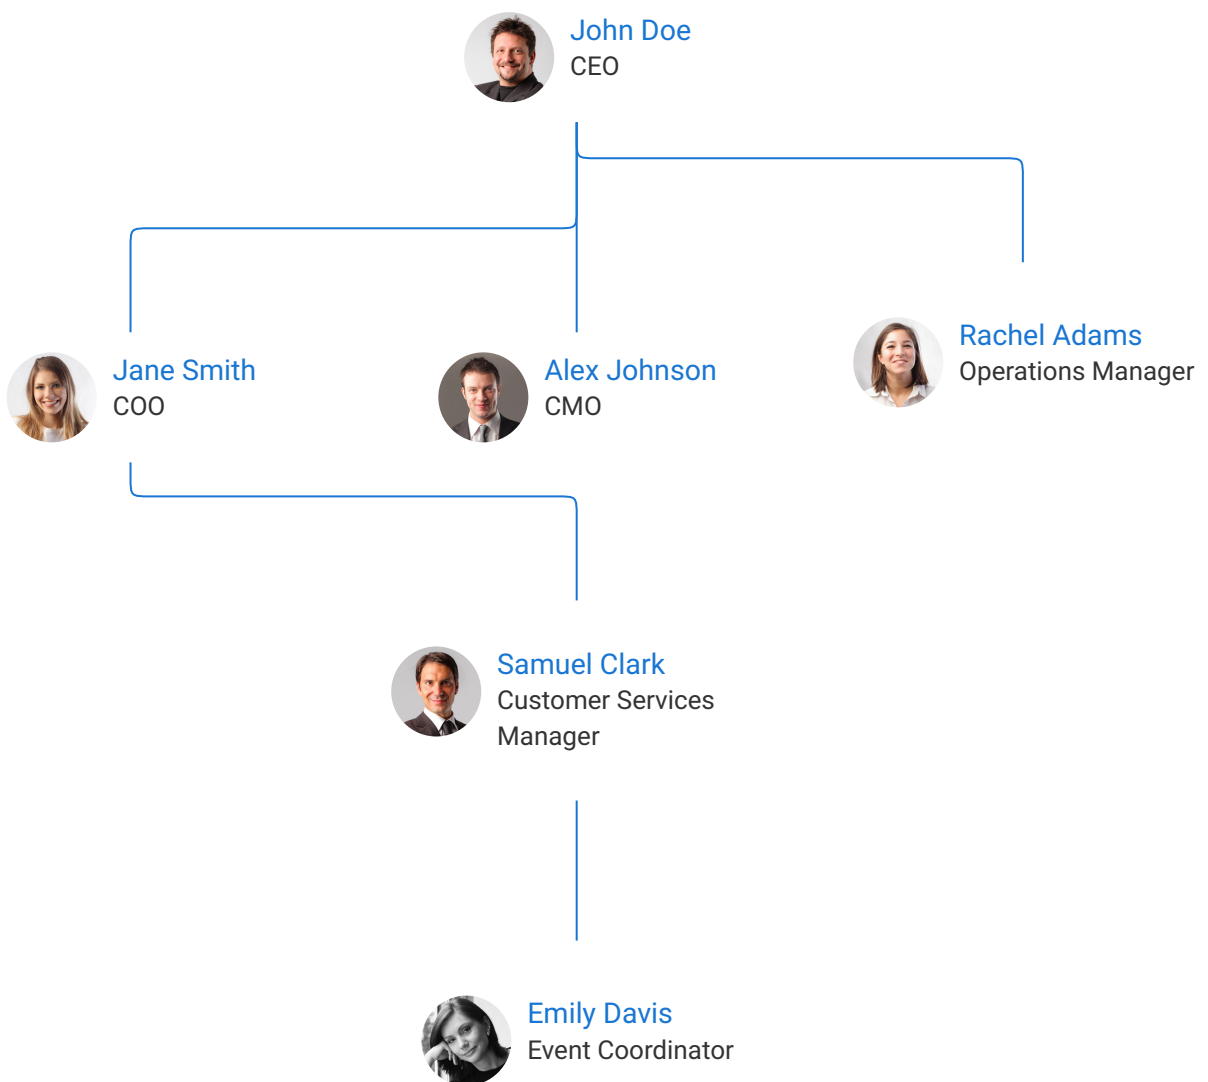 John Doe
CEO
Jane Smith
COO
Alex Johnson
CMO
Rachel Adams
Operations Manager
Samuel Clark
Customer Services
Manager
Emily Davis
Event Coordinator